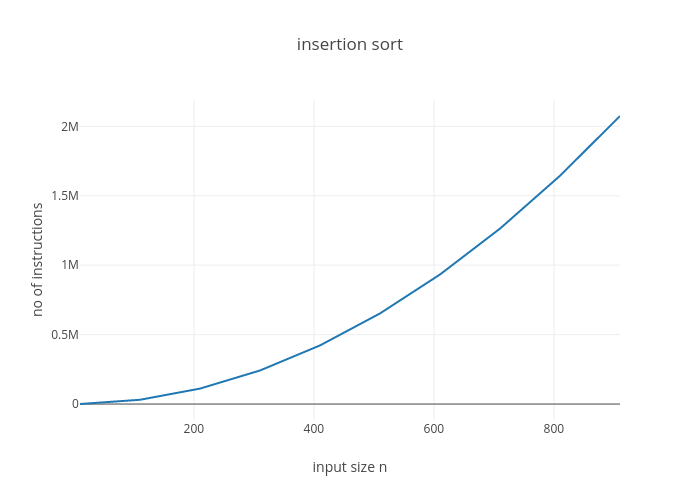 insertion sort
2M
1.5M
1M
0.5M
0
no of instructions
200
400
600
800
input size n